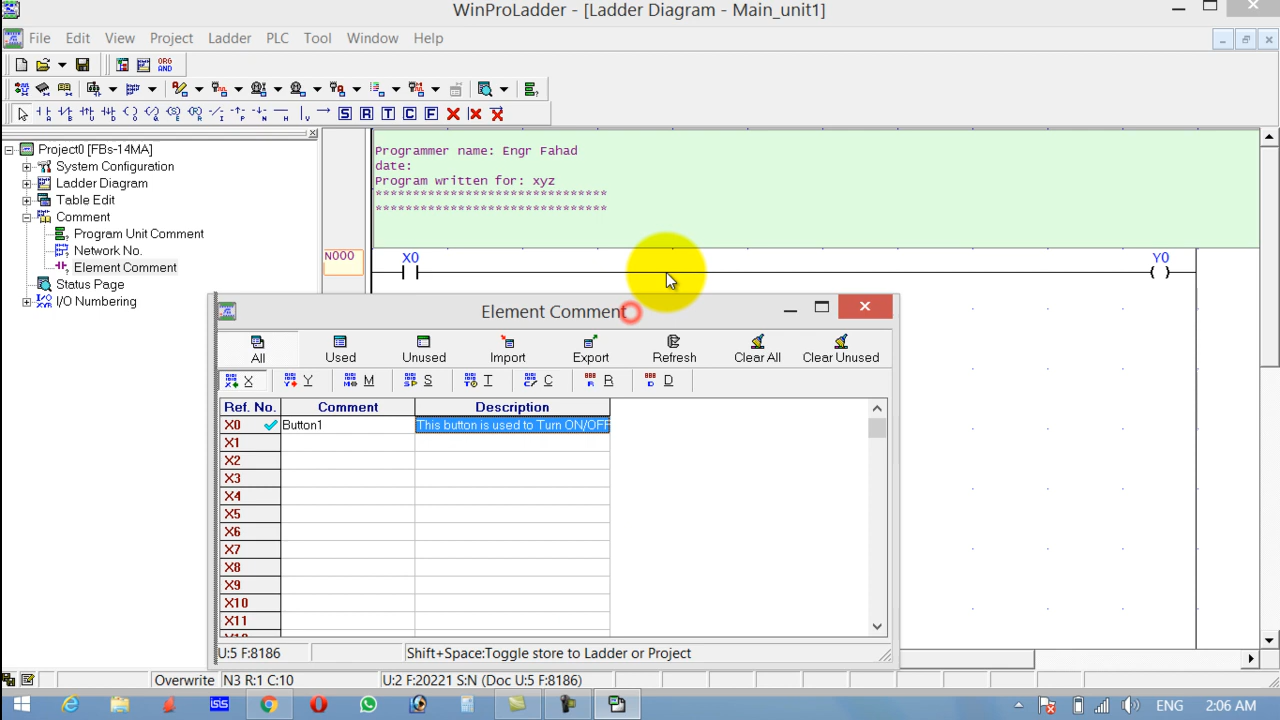 WinProLadder - [Ladder Diagram - Main_unit1]
File Edit View Project Ladder PLC Tool Window Help
ORG
AND
S R T C F
Project0 [FBs-14MA]
System Configuration
Ladder Diagram
Table Edit
Comment
Program Unit Comment
Network No.
Element Comment
Status Page
I/O Numbering
Programmer name: Engr Fahad
date:
Program written for: xyz
*******************************
*******************************
N000
X0
Y0
Element Comment
All Used Unused Import Export Refresh Clear All Clear Unused
X Y M S T C R D
Ref. No. Comment Description
X0 Button1 This button is used to Turn ON/OFF
X1
X2
X3
X4
X5
X6
X7
X8
X9
X10
X11
U:5 F:8186 Shift+Space:Toggle store to Ladder or Project
Overwrite N3 R:1 C:10 U:2 F:20221 S:N (Doc U:5 F:8186)
isis
ENG 2:06 AM